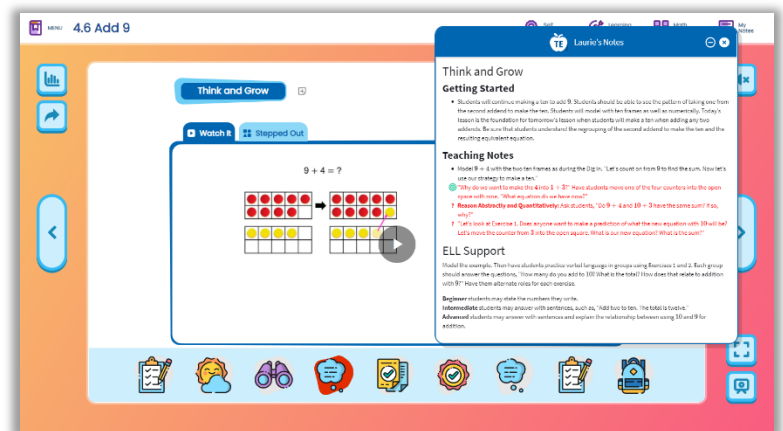 MENU 4.6 Add 9
Self
Learning
Math
My
Notes
TE Laurie's Notes
Think and Grow
Watch It
Stepped Out
9 + 4 = ?
Think and Grow
Getting Started
• Students will continue making a ten to add 9. Students should be able to see the pattern of taking one from
the second addend to make the ten. Students will model with ten frames as well as numerically. Today's
lesson is the foundation for tomorrow's lesson when students will make a ten when adding any two
addends. Be sure that students understand the regrouping of the second addend to make the ten and the
resulting equivalent equation.
Teaching Notes
• Model 9 + 4 with the two ten frames as during the Dig In. "Let's count on from 9 to find the sum. Now let's
use our strategy to make a ten."
"Why do we want to make the 4 into 1 + 3?" Have students move one of the four counters into the open
space with nine. "What equation do we have now?"
? Reason Abstractly and Quantitatively: Ask students, "Do 9 + 4 and 10 + 3 have the same sum? If so,
why?"
? "Let's look at Exercise 1. Does anyone want to make a prediction of what the new equation with 10 will be?
Let's move the counter from 3 into the open square. What is our new equation? What is the sum?"
ELL Support
Model the example. Then have students practice verbal language in groups using Exercises 1 and 2. Each group
should answer the questions, "How many do you add to 10? What is the total? How does that relate to addition
with 9?" Have them alternate roles for each exercise.
Beginner students may state the numbers they write.
Intermediate students may answer with sentences, such as, "Add two to ten. The total is twelve."
Advanced students may answer with sentences and explain the relationship between using 10 and 9 for
addition.